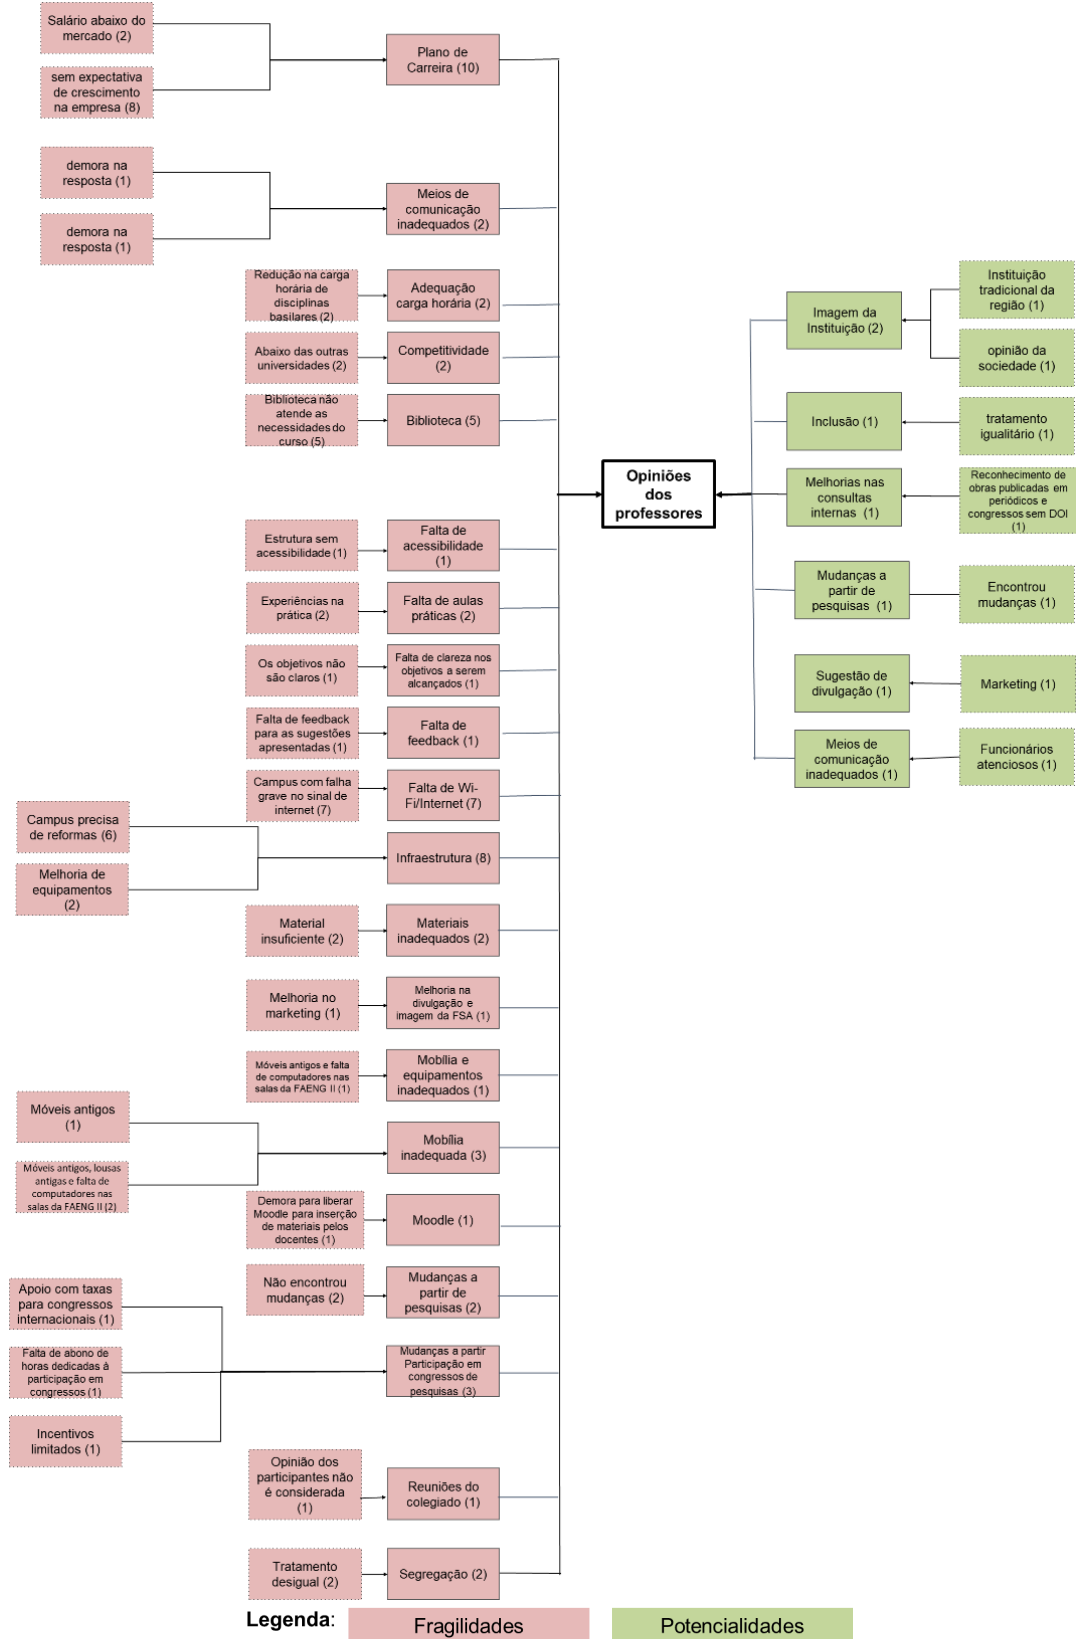 Salário abaixo do
mercado (2)
Plano de
Carreira (10)
sem expectativa
de crescimento
na empresa (8)
demora na
resposta (1)
Meios de
comunicação
inadequados (2)
demora na
resposta (1)
Redução na carga
horária de
disciplinas
basilares (2)
Adequação
carga horária (2)
Abaixo das outras
universidades (2)
Competitividade
(2)
Biblioteca não
atende as
necessidades do
curso (5)
Biblioteca (5)
Opiniões
dos
professores
Imagem da
Instituição (2)
Instituição
tradicional da
região (1)
opinião da
sociedade (1)
Inclusão (1)
tratamento
igualitário (1)
Melhorias nas
consultas
internas (1)
Reconhecimento de
obras publicadas em
periódicos e
congressos sem DOI
(1)
Mudanças a
partir de
pesquisas (1)
Encontrou
mudanças (1)
Sugestão de
divulgação (1)
Marketing (1)
Meios de
comunicação
inadequados (1)
Funcionários
atenciosos (1)
Estrutura sem
acessibilidade (1)
Falta de
acessibilidade
(1)
Experiências na
prática (2)
Falta de aulas
práticas (2)
Os objetivos não
são claros (1)
Falta de clareza nos
objetivos a serem
alcançados (1)
Falta de feedback
para as sugestões
apresentadas (1)
Falta de
feedback (1)
Campus com falha
grave no sinal de
internet (7)
Falta de Wi-
Fi/Internet (7)
Campus precisa
de reformas (6)
Infraestrutura (8)
Melhoria de
equipamentos
(2)
Material
insuficiente (2)
Materiais
inadequados (2)
Melhoria no
marketing (1)
Melhoria na
divulgação e
imagem da FSA (1)
Móveis antigos e falta
de computadores nas
salas da FAENG II (1)
Mobília e
equipamentos
inadequados (1)
Móveis antigos
(1)
Mobília
inadequada (3)
Móveis antigos, lousas
antigas e falta de
computadores nas
salas da FAENG II (2)
Demora para liberar
Moodle para inserção
de materiais pelos
docentes (1)
Moodle (1)
Não encontrou
mudanças (2)
Mudanças a
partir de
pesquisas (2)
Apoio com taxas
para congressos
internacionais (1)
Falta de abono de
horas dedicadas à
participação em
congressos (1)
Mudanças a partir
Participação em
congressos de
pesquisas (3)
Incentivos
limitados (1)
Opinião dos
participantes não
é considerada
(1)
Reuniões do
colegiado (1)
Tratamento
desigual (2)
Segregação (2)
Legenda:
Fragilidades
Potencialidades